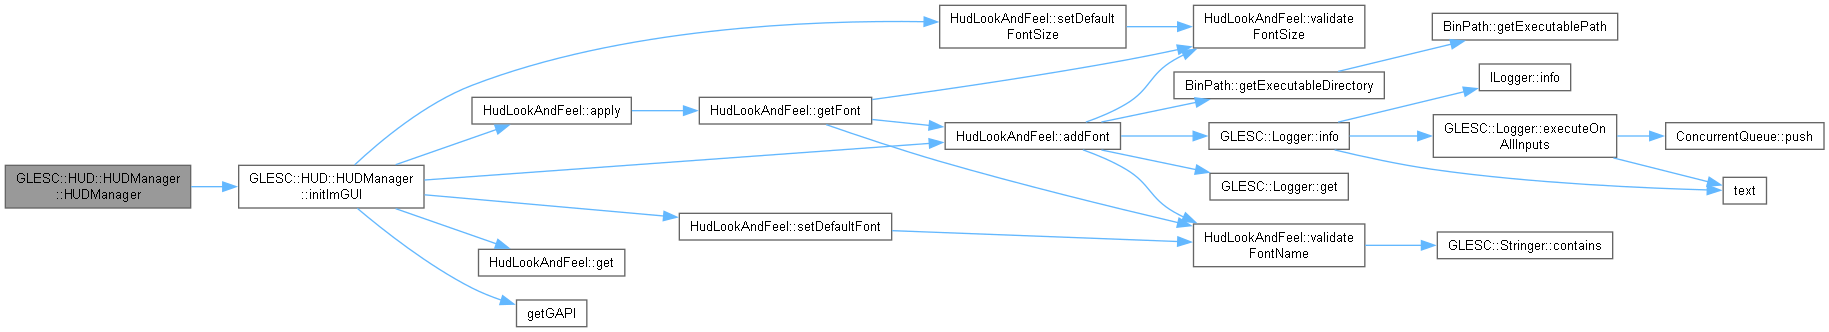 GLESC::HUD::HUDManager
::HUDManager
GLESC::HUD::HUDManager
::initImGUI
HudLookAndFeel::setDefault
FontSize
HudLookAndFeel::apply
HudLookAndFeel::getFont
HudLookAndFeel::setDefaultFont
HudLookAndFeel::get
getGAPI
HudLookAndFeel::addFont
HudLookAndFeel::validate
FontSize
BinPath::getExecutableDirectory
GLESC::Logger::info
GLESC::Logger::get
HudLookAndFeel::validate
FontName
BinPath::getExecutablePath
ILogger::info
GLESC::Logger::executeOn
AllInputs
GLESC::Stringer::contains
ConcurrentQueue::push
text